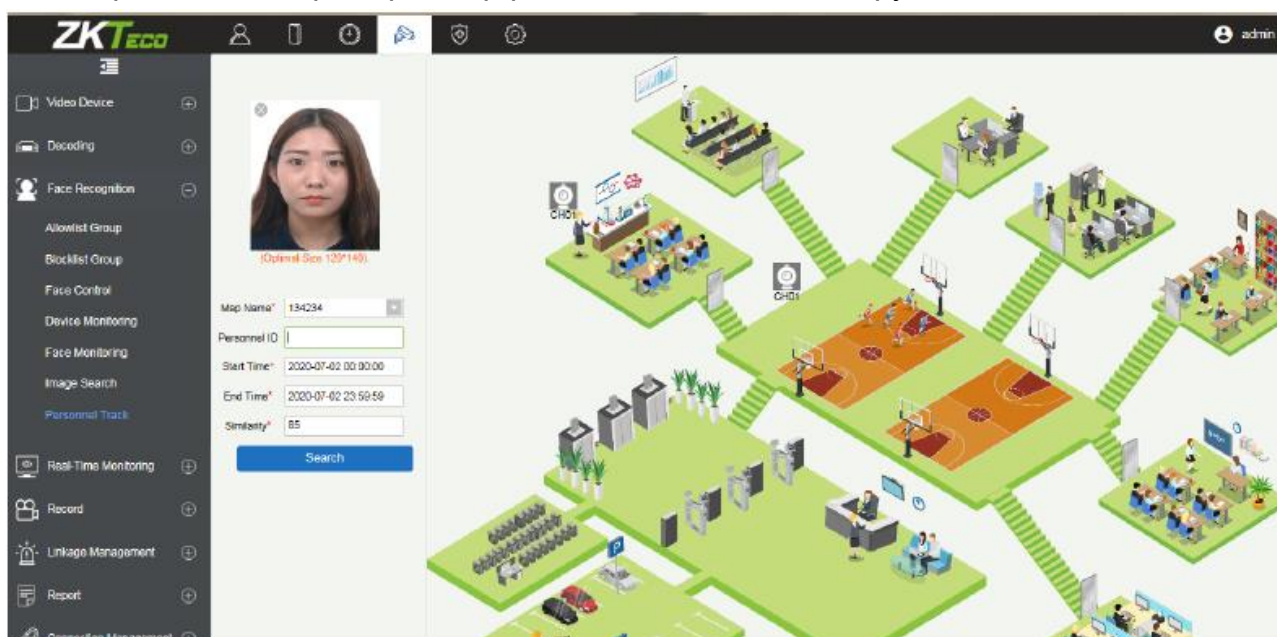 ZKTECO
admin
Video Device
Decoding
Face Recognition
Allowlist Group
Blocklist Group
Face Control
Device Monitoring
Face Monitoring
Image Search
Personnel Track
Real-Time Monitoring
Record
Linkage Management
Report
(Optimal Size 120*140).
Map Name* 134234
Personnel ID
Start Time* 2020-07-02 00:00:00
End Time* 2020-07-02 23:59:59
Similarity* 85
Search
CH01
CH01
P